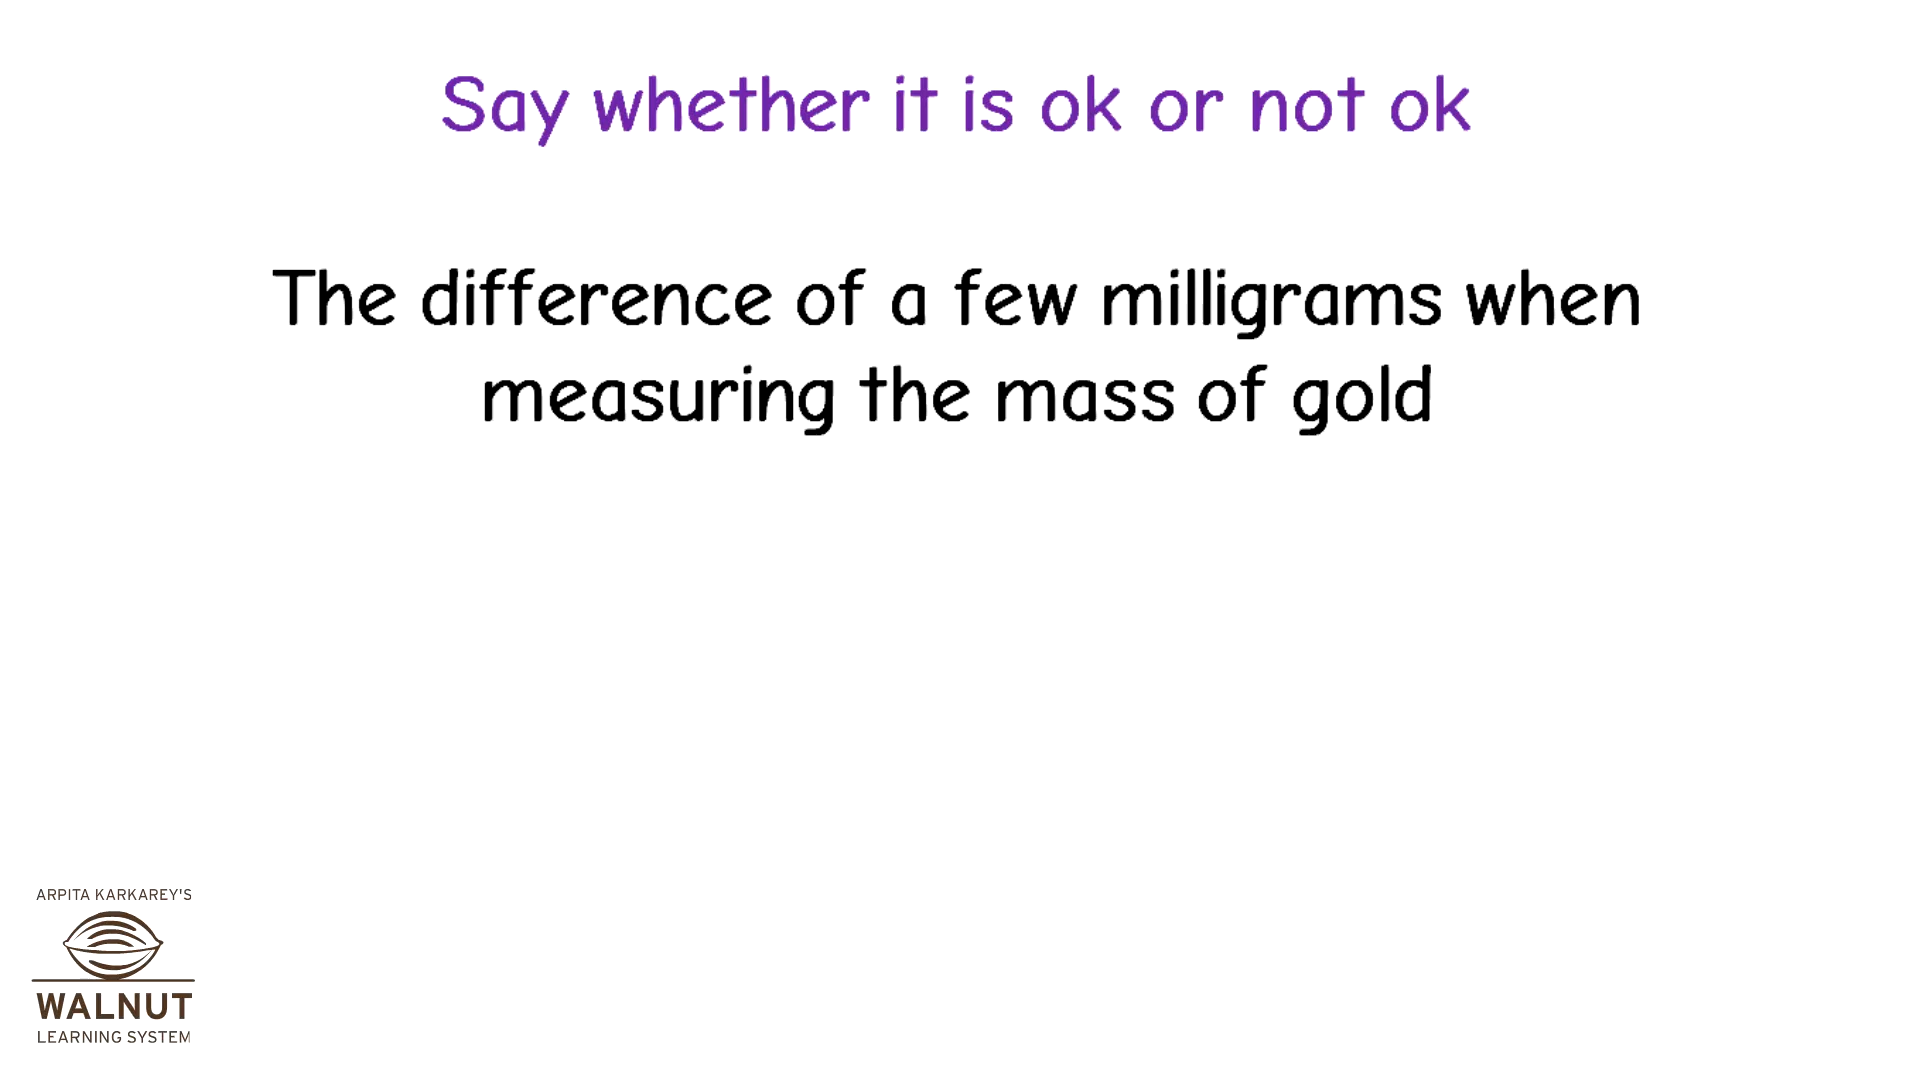 Say whether it is ok or not ok
The difference of a few milligrams when
measuring the mass of gold
ARPITA KARKAREY'S
WALNUT
LEARNING SYSTEM